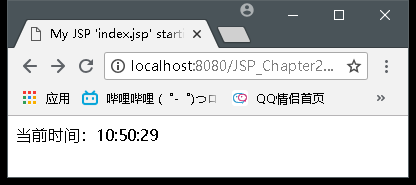 My JSP 'index.jsp' starti
localhost:8080/JSP_Chapter2...
应用 哔哩哔哩 ( ゜- ゜)つロ QQ情侣首页 »
当前时间：10:50:29